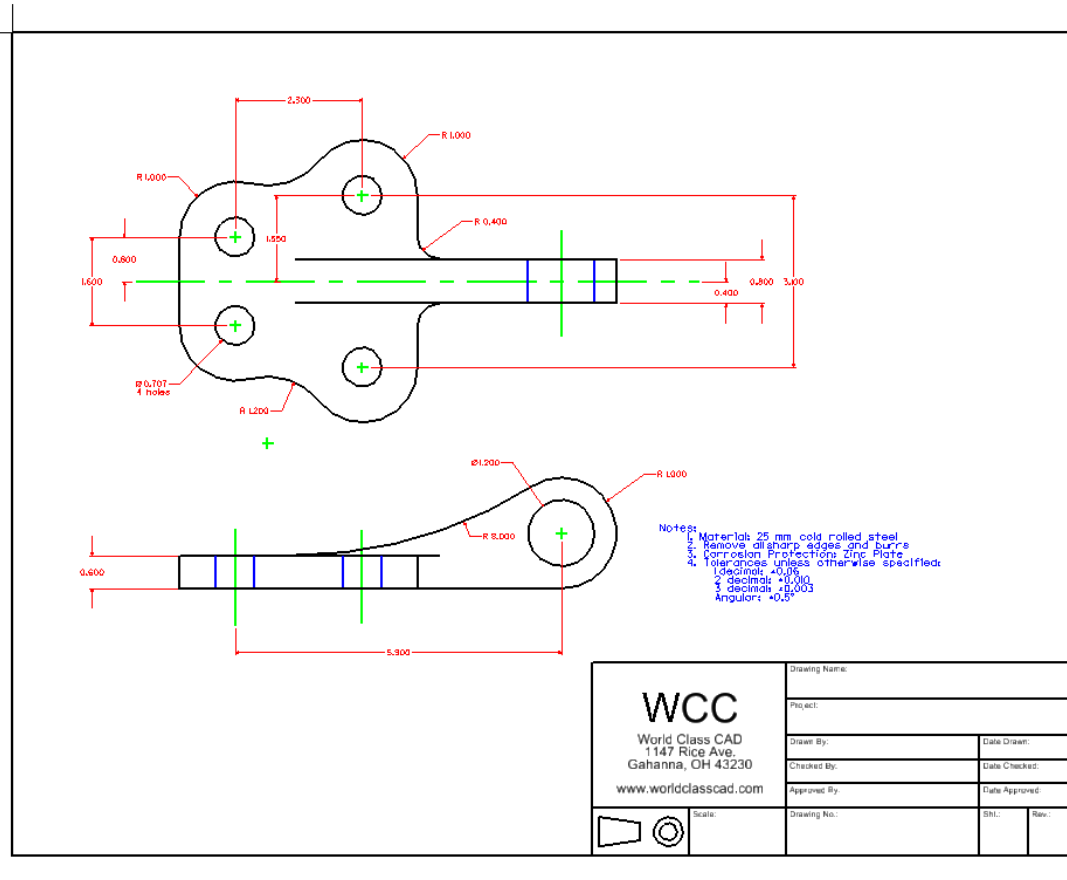 2.300
R 1.000
R 1.000
R 0.400
1.550
0.800
1.600
0.800
3.100
0.400
Ø 0.707
4 holes
R 1.200
Ø1.200
R 1.000
R 8.000
0.600
5.900
Notes:
1. Material: 25 mm cold rolled steel
2. Remove all sharp edges and burrs
3. Corrosion Protection: Zinc Plate
4. Tolerances unless otherwise specified:
1 decimal: ±0.06
2 decimal: ±0.010
3 decimal: ±0.003
Angular: ±0.5°
WCC
World Class CAD
1147 Rice Ave.
Gahanna, OH 43230
www.worldclasscad.com
Drawing Name:
Project:
Drawn By:
Date Drawn:
Checked By:
Date Checked:
Approved By:
Date Approved:
Scale:
Drawing No.:
Sht.:
Rev.: